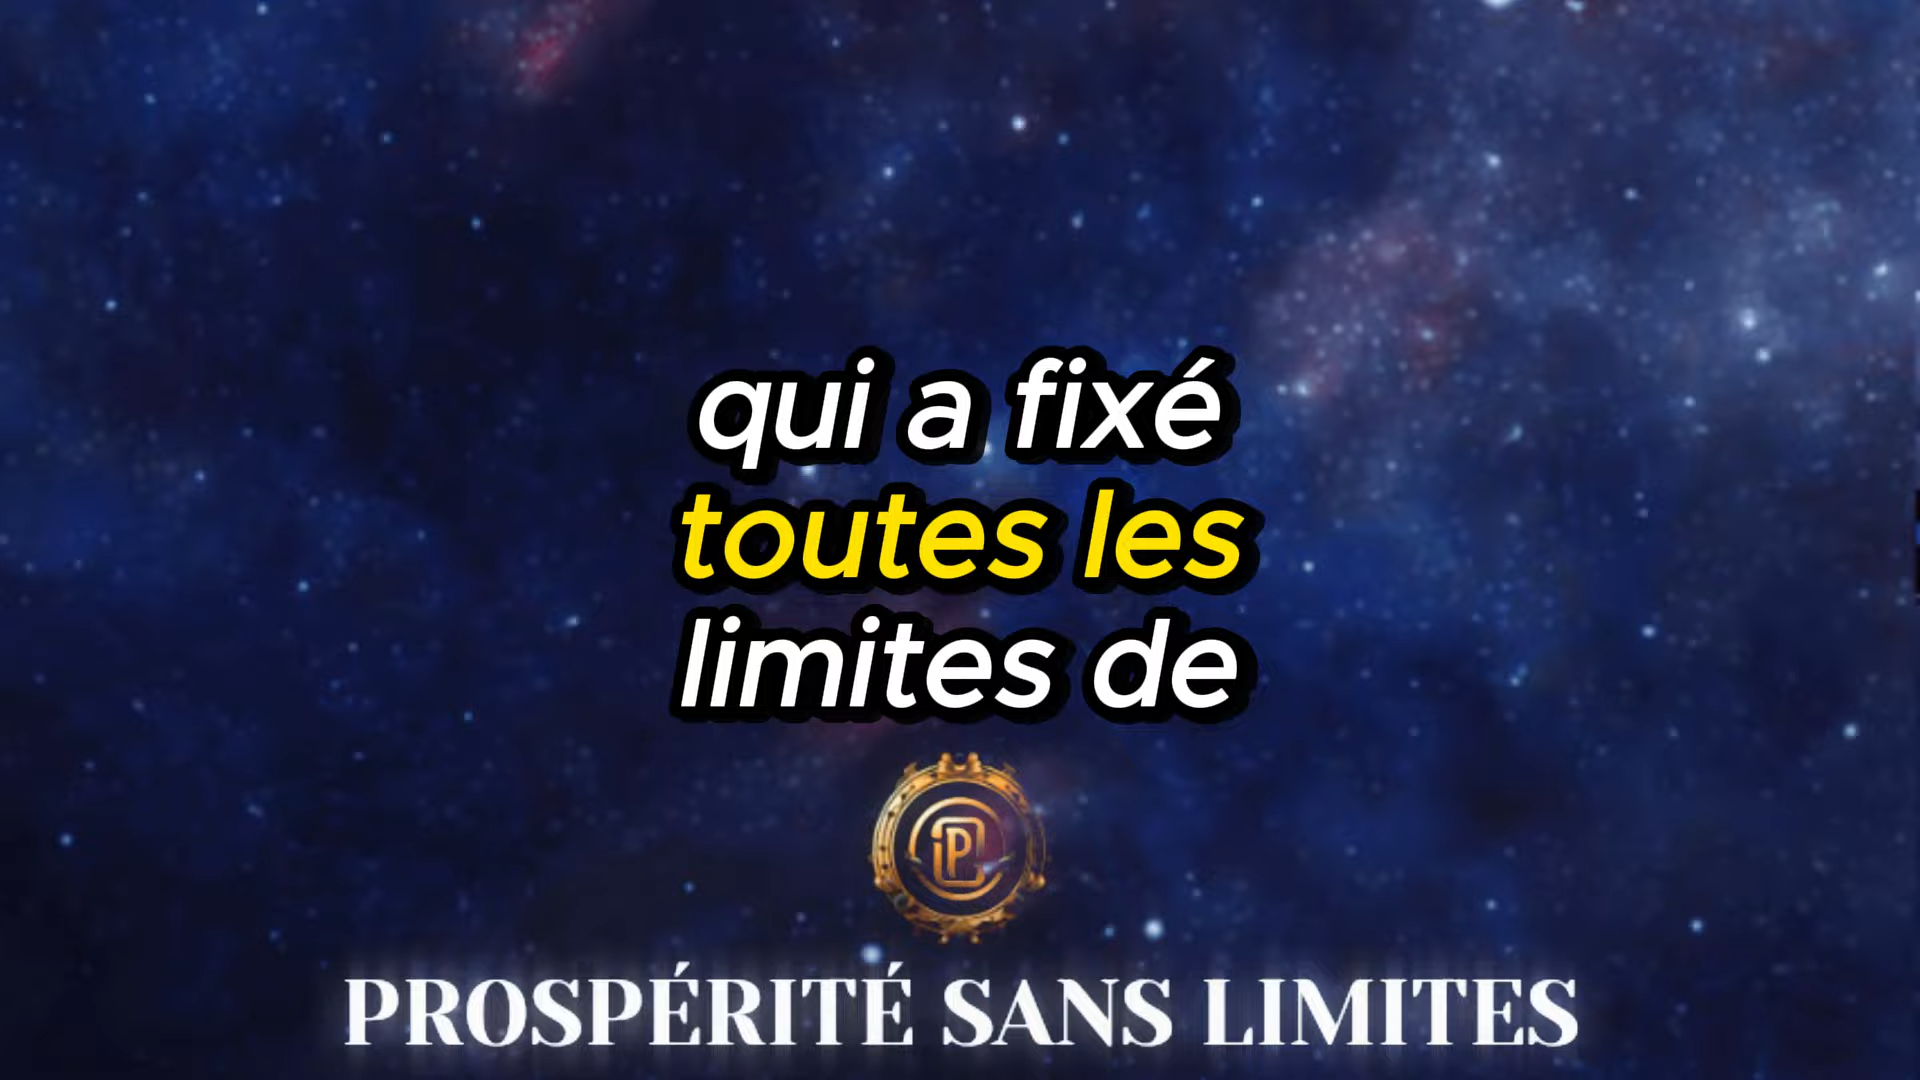 qui a fixé
toutes les
limites de
P
PROSPÉRITÉ SANS LIMITES